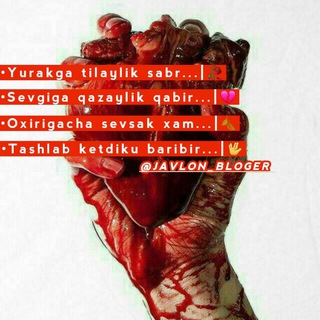 •Yurakga tilaylik sabr...|🥀
•Sevgiga qazaylik qabir...|💔
•Oxirigacha sevsak xam...|🍂
•Tashlab ketdiku baribir...|🖖
@JAVLON_BLOGER